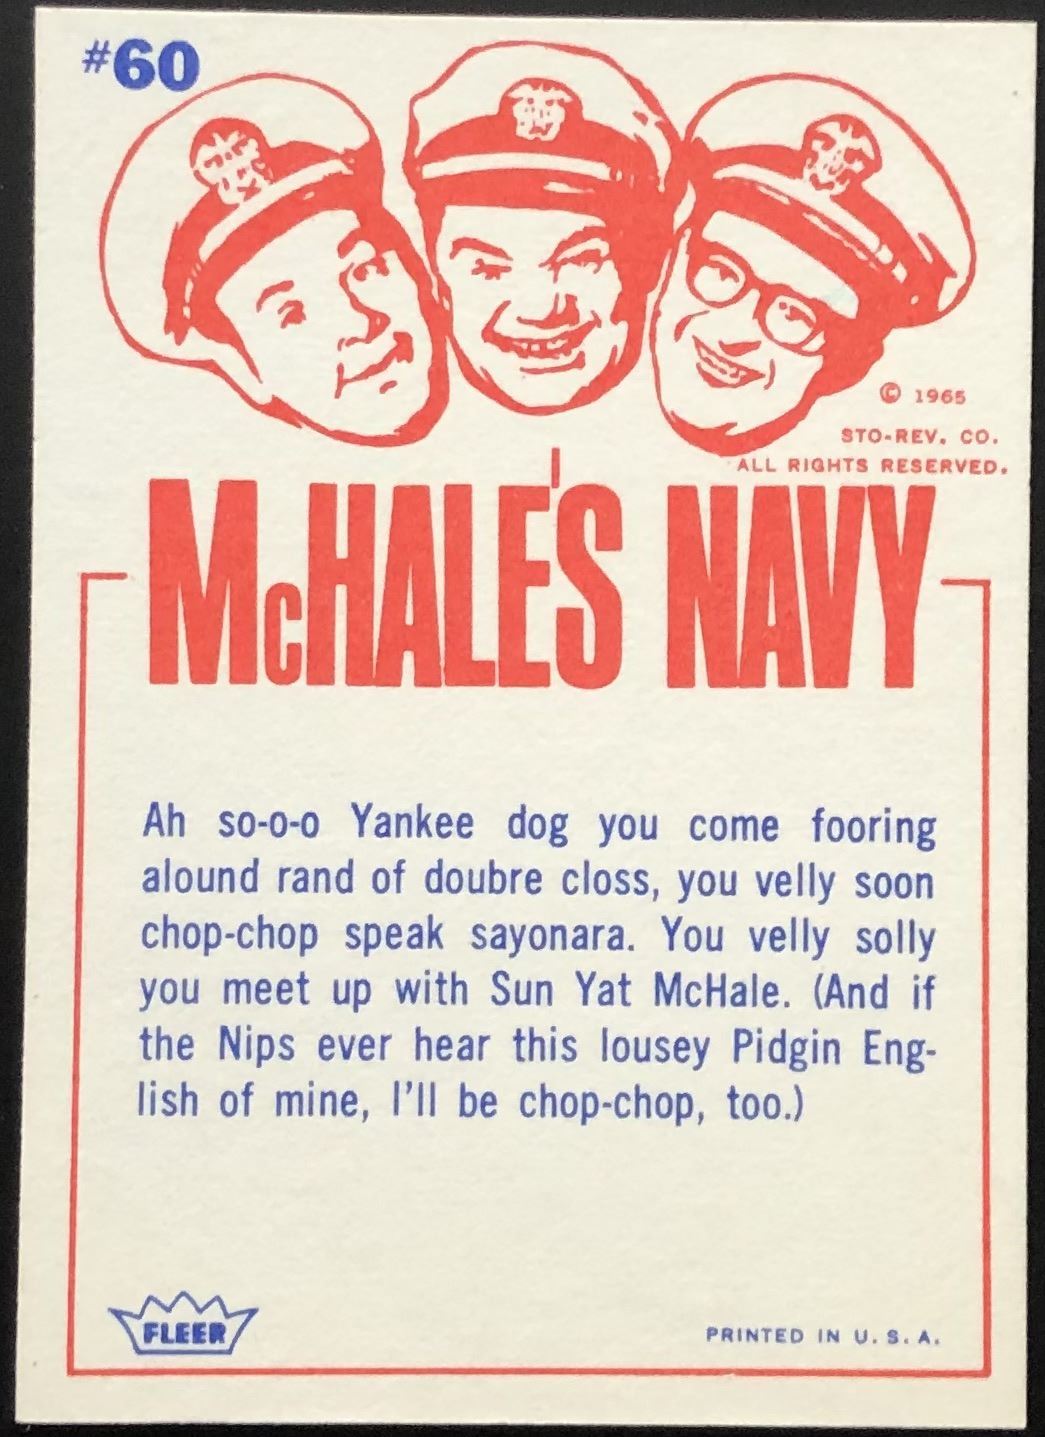 #60
© 1965
STO-REV. CO.
ALL RIGHTS RESERVED.
McHALE'S NAVY
Ah so-o-o Yankee dog you come fooring
alound rand of doubre closs, you velly soon
chop-chop speak sayonara. You velly solly
you meet up with Sun Yat McHale. (And if
the Nips ever hear this lousey Pidgin Eng-
lish of mine, I'll be chop-chop, too.)
FLEER
PRINTED IN U. S. A.